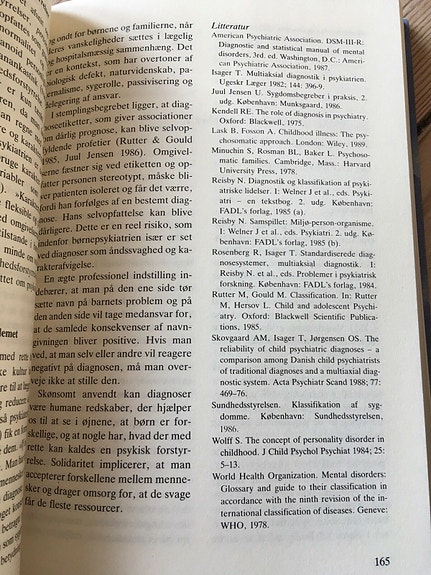 og ondt for børnene og familierne, når
deres vanskeligheder sættes i lægelig
og hospitalsmæssig sammenhæng. Det
er en kontekst, som har overtoner af
biologisk defekt, naturvidenskab, pa-
ternalisme, sygerolle, passivisering og
fralæggelse af ansvar.
I stemplingsbegrebet ligger, at diag-
noseetiketter, som giver associationer
om dårlig prognose, kan blive selvop-
fyldende profetier (Rutter & Gould
1985, Juul Jensen 1986). Omgivel-
serne fæstner sig ved etiketten og op-
fatter personen stereotypt, måske bli-
ver patienten isoleret og får det værre,
fordi han forfølges af en bestemt diag-
nose. Hans selvopfattelse kan blive
dårligere. Dette er en reel risiko, som
indenfor børnepsykiatrien især er set
ved diagnoser som åndssvaghed og ka-
rakterafvigelse.
En ægte professionel indstilling in-
debærer, at man på den ene side tør
sætte navn på barnets problem og på
den anden side vil tage medansvar for,
at de samlede konsekvenser af navn-
givningen bliver positive. Hvis man
ved, at man selv eller andre vil reagere
negativt på diagnosen, må man over-
veje ikke at stille den.
Skønsomt anvendt kan diagnoser
være humane redskaber, der hjælper
os til at se i øjnene, at børn er for-
skellige, og at nogle har, hvad der med
rette kan kaldes en psykisk forstyr-
relse. Solidaritet implicerer, at man
accepterer forskellene mellem menne-
sker og drager omsorg for, at de svage
får de fleste ressourcer.
Litteratur
American Psychiatric Association. DSM-III-R:
Diagnostic and statistical manual of mental
disorders, 3rd. ed. Washington, D.C.: Ameri-
can Psychiatric Association, 1987.
Isager T. Multiaksial diagnostik i psykiatrien.
Ugeskr Læger 1982; 144: 396-9.
Juul Jensen U. Sygdomsbegreber i praksis, 2.
udg. København: Munksgaard, 1986.
Kendell RE. The role of diagnosis in psychiatry.
Oxford: Blackwell, 1975.
Lask B, Fosson A. Childhood illness: The psy-
chosomatic approach. London: Wiley, 1989.
Minuchin S, Rosman BL, Baker L. Psychoso-
matic families. Cambridge, Mass.: Harvard
University Press, 1978.
Reisby N. Diagnostik og klassifikation af psyki-
atriske lidelser. I: Welner J et al., eds. Psyki-
atri – en tekstbog. 2. udg. København:
FADL's forlag, 1985 (a).
Reisby N. Samspillet: Miljø-person-organisme.
I: Welner J et al., eds. Psykiatri. 2. udg. Kø-
benhavn: FADL's forlag, 1985 (b).
Rosenberg R, Isager T. Standardiserede diag-
nosesystemer, multiaksial diagnostik. I:
Reisby N. et al., eds. Problemer i psykiatrisk
forskning. København: FADL's forlag, 1984.
Rutter M, Gould M. Classification. In: Rutter
M, Hersov L. Child and adolescent Psychi-
atry. Oxford: Blackwell Scientific Publica-
tions, 1985.
Skovgaard AM, Isager T, Jørgensen OS. The
reliability of child psychiatric diagnoses – a
comparison among Danish child psychiatrists
of traditional diagnoses and a multiaxial diag-
nostic system. Acta Psychiatr Scand 1988; 77:
469-76.
Sundhedsstyrelsen. Klassifikation af syg-
domme. København: Sundhedsstyrelsen,
1986.
Wolff S. The concept of personality disorder in
childhood. J Child Psychol Psychiat 1984; 25:
5-13.
World Health Organization. Mental disorders:
Glossary and guide to their classification in
accordance with the ninth revision of the in-
ternational classification of diseases. Geneve:
WHO, 1978.
165